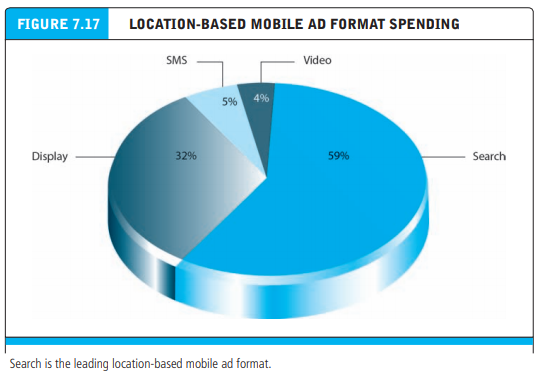 FIGURE 7.17 LOCATION-BASED MOBILE AD FORMAT SPENDING
SMS Video
5% 4%
Display 32% 59% Search
Search is the leading location-based mobile ad format.